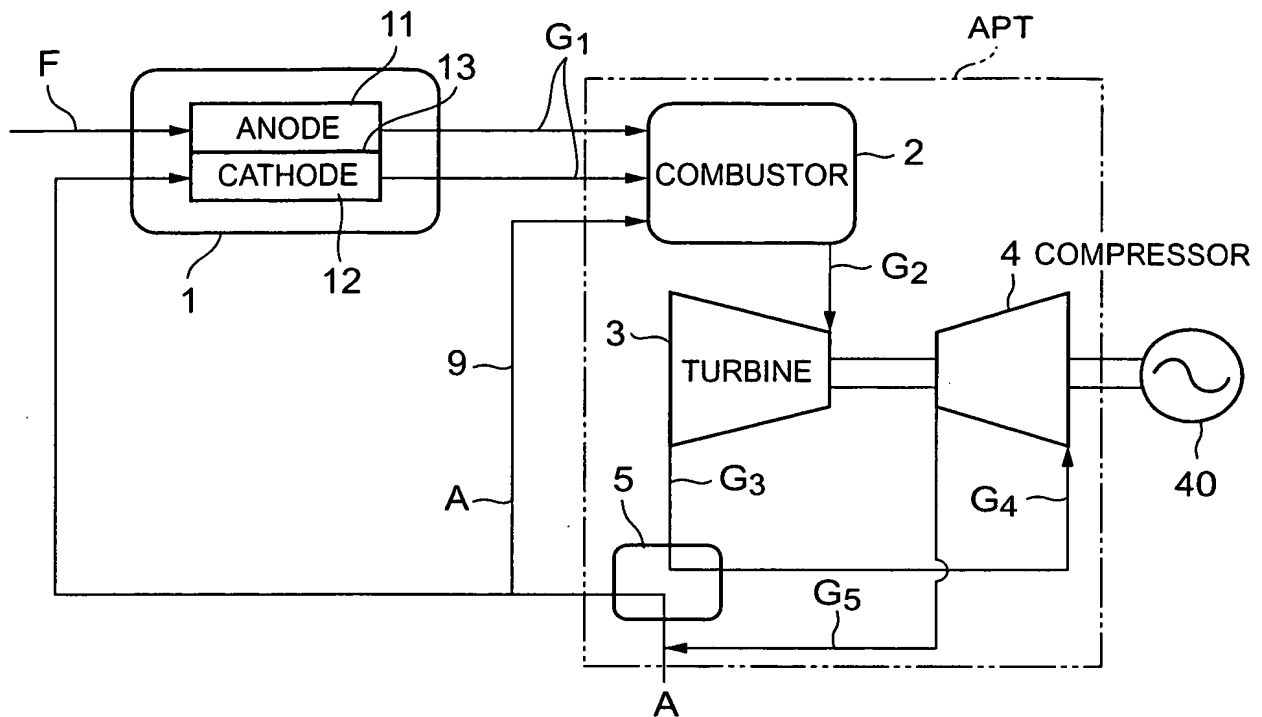 APT
11
G1
F
13
ANODE
2
CATHODE
COMBUSTOR
12
1
G2
4 COMPRESSOR
3
9
TURBINE
5
G3
A
G4
40
G5
A